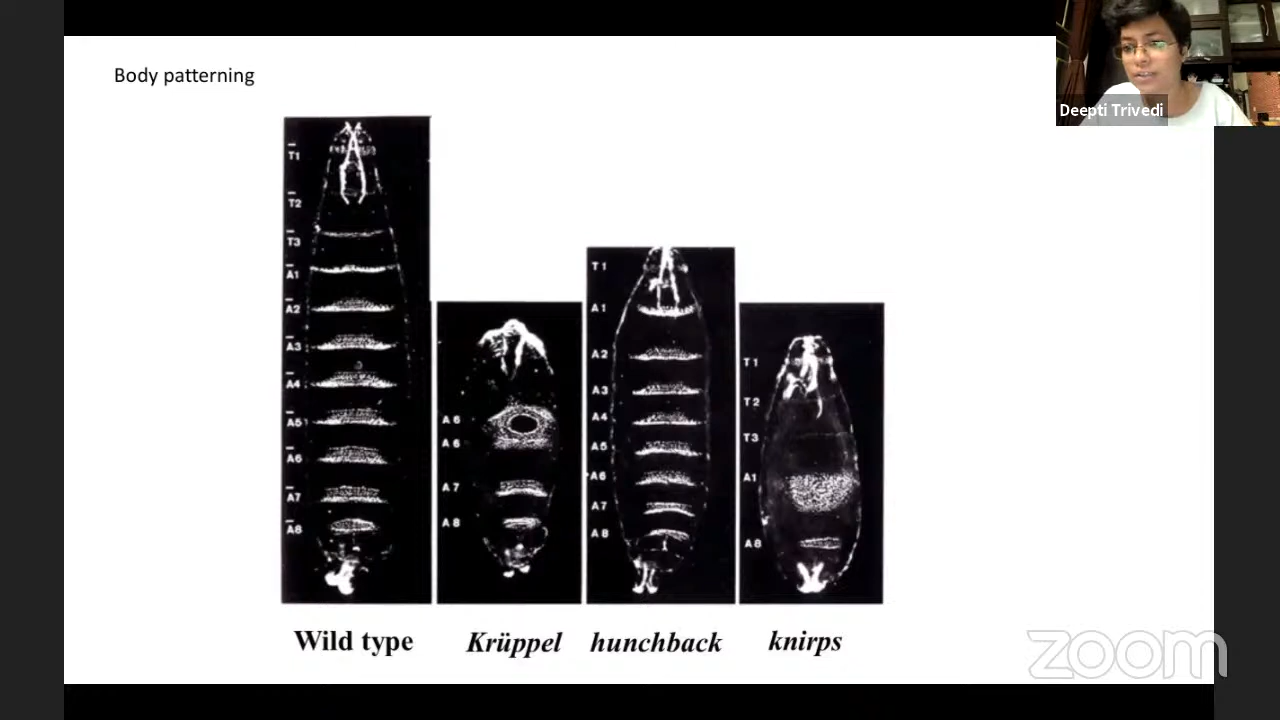 Body patterning
Deepti Trivedi
T1
T2
T3
A1
A2
A3
A4
A5
A6
A7
A8
A6
A6
A7
A8
T1
A1
A2
A3
A4
A5
A6
A7
A8
T1
T2
T3
A1
A8
Wild type
Krüppel
hunchback
knirps
zoom